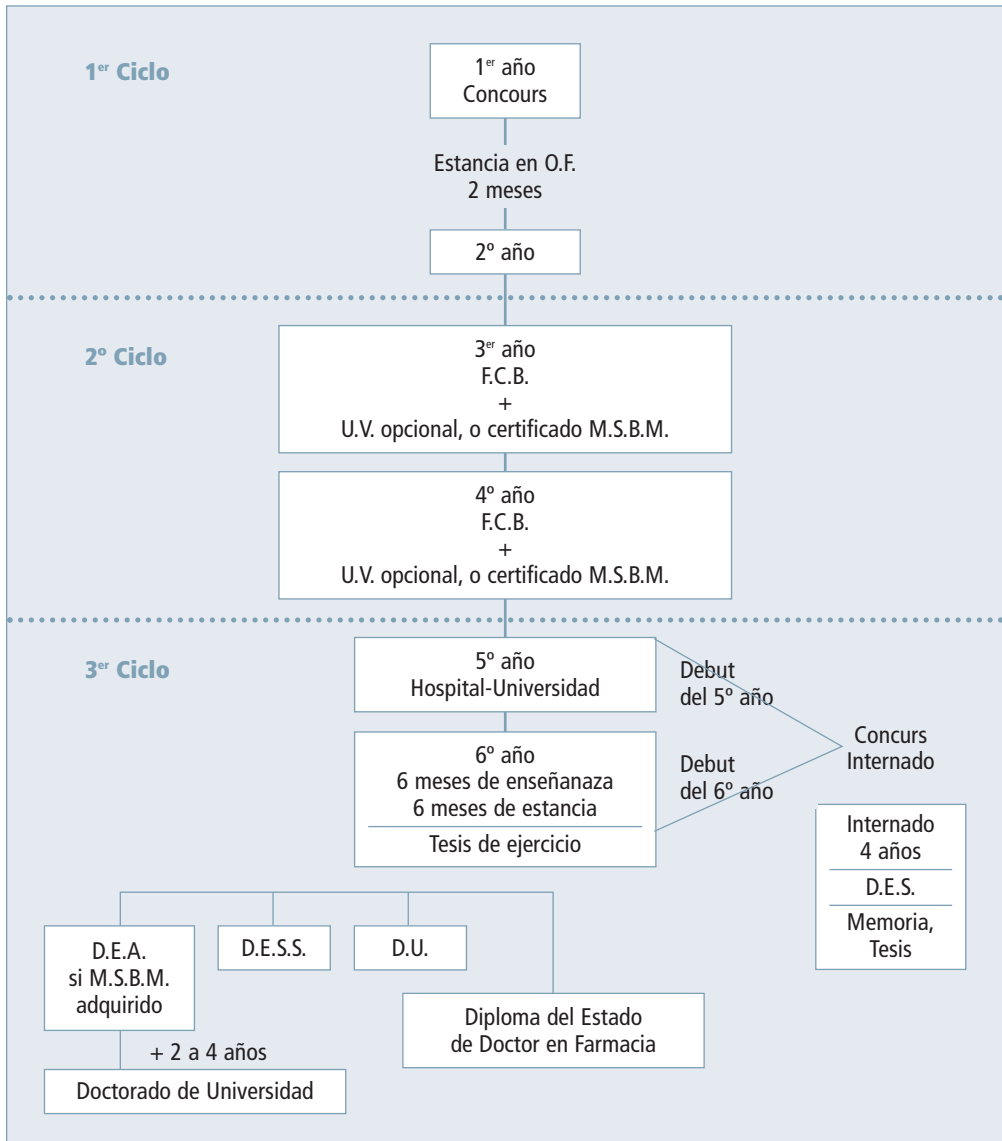 1er Ciclo
1er año
Concours
Estancia en O.F.
2 meses
2º año
2º Ciclo
3er año
F.C.B.
+
U.V. opcional, o certificado M.S.B.M.
4º año
F.C.B.
+
U.V. opcional, o certificado M.S.B.M.
3er Ciclo
5º año
Hospital-Universidad
Debut
del 5º año
6º año
6 meses de enseñanaza
6 meses de estancia
Tesis de ejercicio
Debut
del 6º año
Concurs
Internado
Internado
4 años
D.E.S.
Memoria,
Tesis
D.E.A.
si M.S.B.M.
adquirido
D.E.S.S.
D.U.
Diploma del Estado
de Doctor en Farmacia
+ 2 a 4 años
Doctorado de Universidad